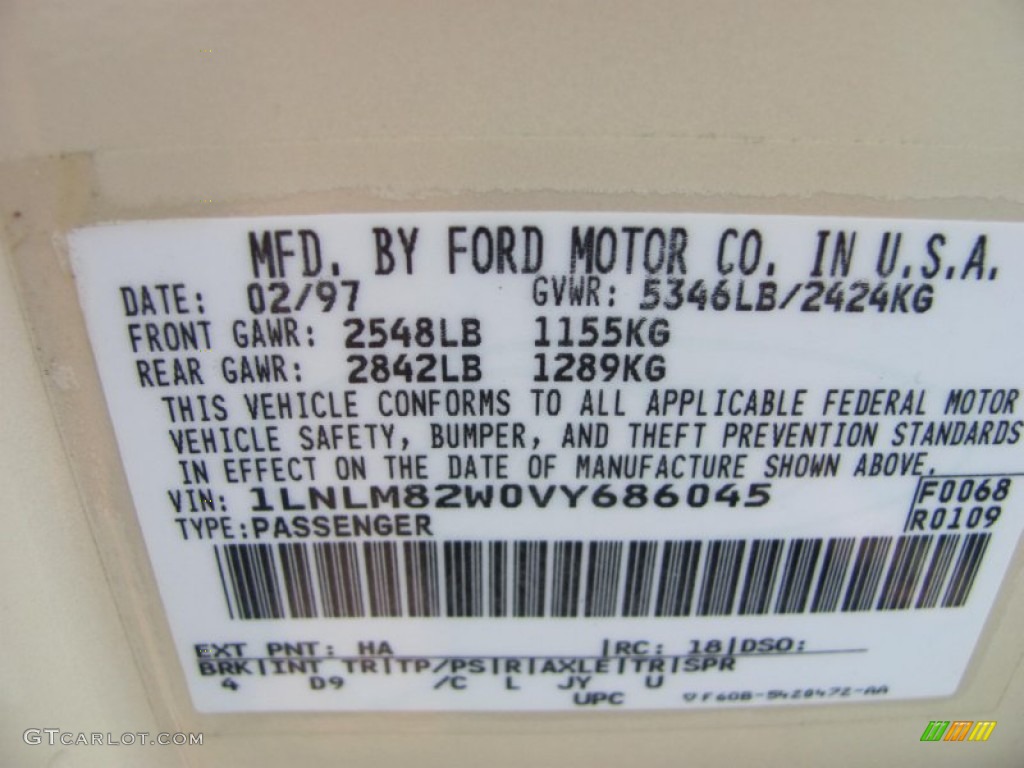 MFD. BY FORD MOTOR CO. IN U.S.A.
DATE: 02/97 GVWR: 5346LB/2424KG
FRONT GAWR: 2548LB 1155KG
REAR GAWR: 2842LB 1289KG
THIS VEHICLE CONFORMS TO ALL APPLICABLE FEDERAL MOTOR
VEHICLE SAFETY, BUMPER, AND THEFT PREVENTION STANDARDS
IN EFFECT ON THE DATE OF MANUFACTURE SHOWN ABOVE.
VIN: 1LNLM82W0VY686045 F0068
TYPE:PASSENGER R0109
EXT PNT: HA |RC: 18|DSO:
BRK|INT TR|TP/PS|R|AXLE|TR|SPR
4 D9 /C L JY U
UPC ▽F60B-5420472-AA
GTCARLOT.COM